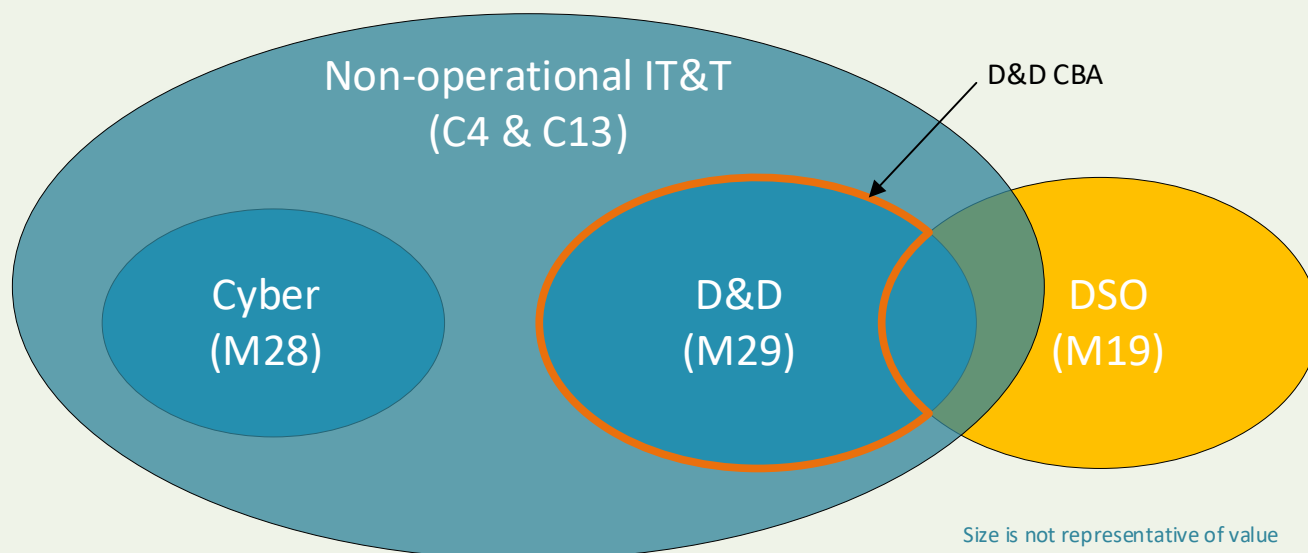 Non-operational IT&T
(C4 & C13)
D&D CBA
Cyber
(M28)
D&D
(M29)
DSO
(M19)
Size is not representative of value